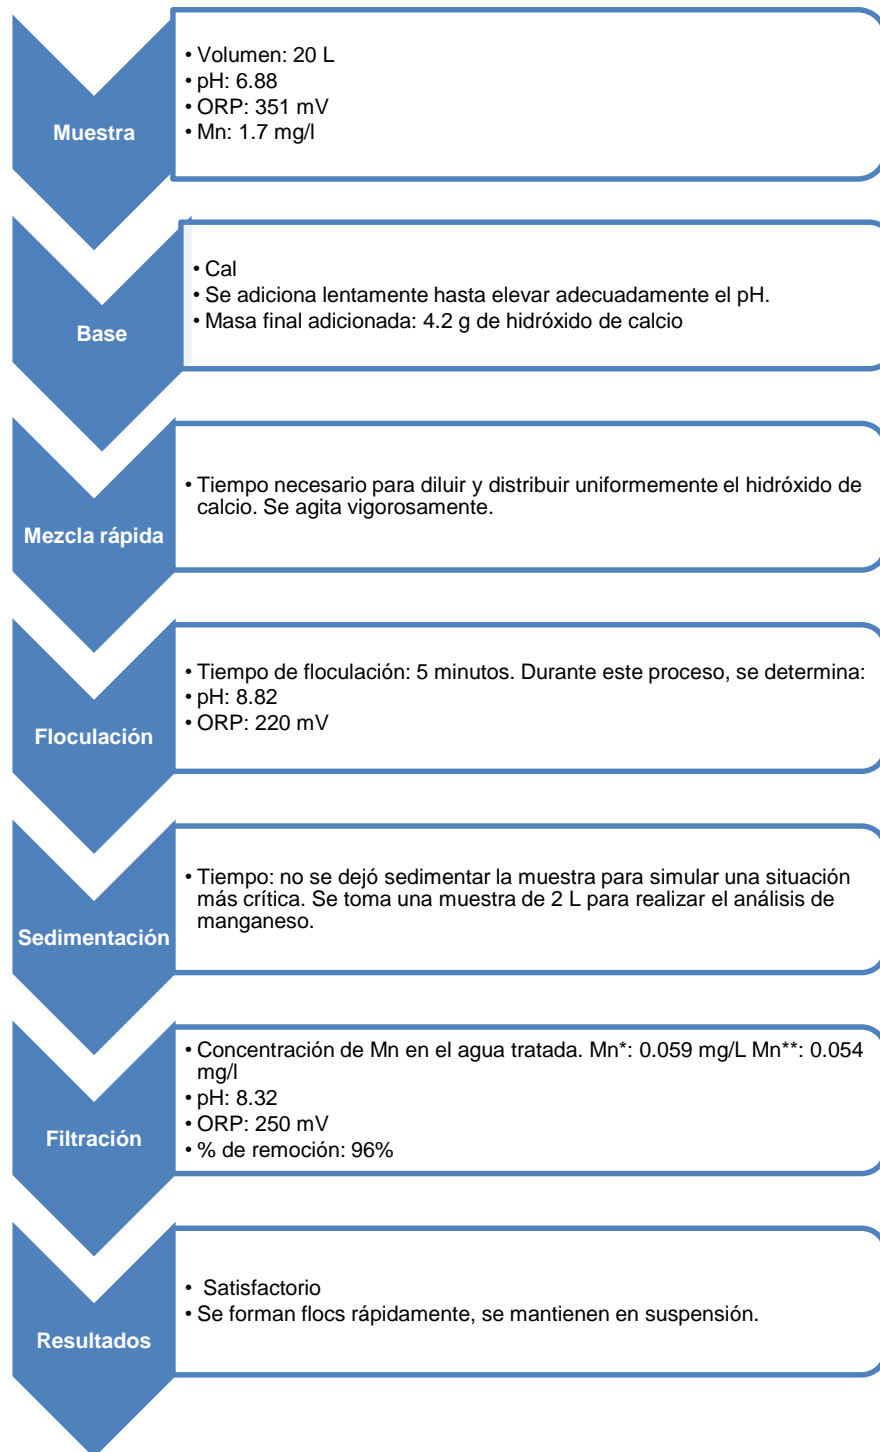 Muestra
• Volumen: 20 L
• pH: 6.88
• ORP: 351 mV
• Mn: 1.7 mg/l
Base
• Cal
• Se adiciona lentamente hasta elevar adecuadamente el pH.
• Masa final adicionada: 4.2 g de hidróxido de calcio
Mezcla rápida
• Tiempo necesario para diluir y distribuir uniformemente el hidróxido de
calcio. Se agita vigorosamente.
Floculación
• Tiempo de floculación: 5 minutos. Durante este proceso, se determina:
• pH: 8.82
• ORP: 220 mV
Sedimentación
• Tiempo: no se dejó sedimentar la muestra para simular una situación
más crítica. Se toma una muestra de 2 L para realizar el análisis de
manganeso.
Filtración
• Concentración de Mn en el agua tratada. Mn*: 0.059 mg/L Mn**: 0.054
mg/l
• pH: 8.32
• ORP: 250 mV
• % de remoción: 96%
Resultados
• Satisfactorio
• Se forman flocs rápidamente, se mantienen en suspensión.